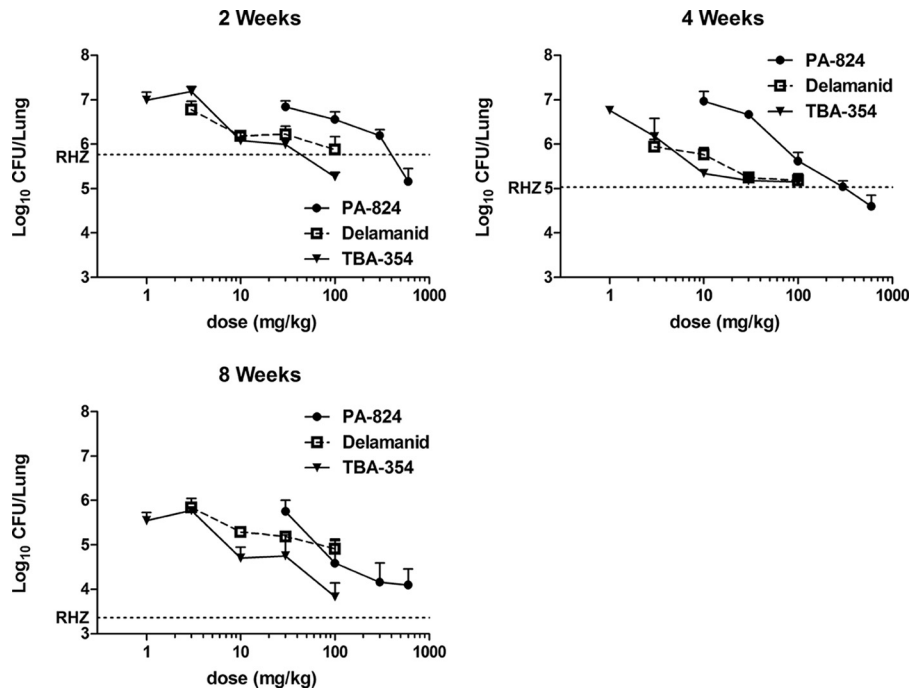 2 Weeks
8
7
6
RHZ
5
4
3
Log10 CFU/Lung
PA-824
Delamanid
TBA-354
1 10 100 1000
dose (mg/kg)
4 Weeks
8
7
6
RHZ 5
4
3
Log10 CFU/Lung
PA-824
Delamanid
TBA-354
1 10 100 1000
dose (mg/kg)
8 Weeks
8
7
6
5
4
RHZ
3
Log10 CFU/Lung
PA-824
Delamanid
TBA-354
1 10 100 1000
dose (mg/kg)